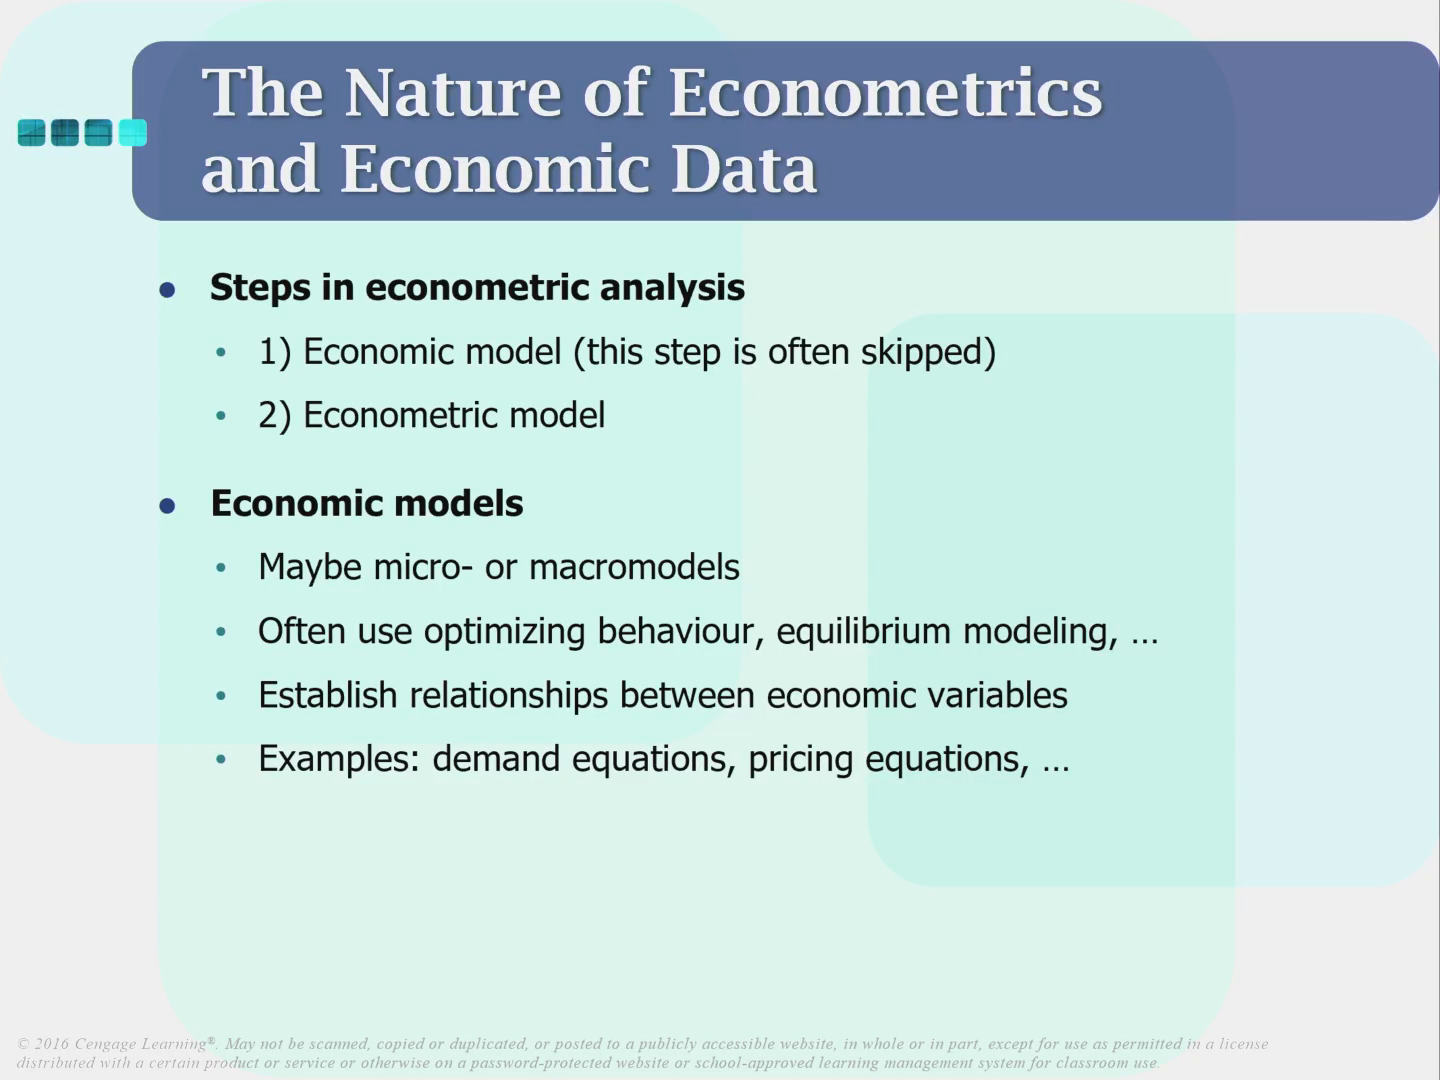 The Nature of Econometrics
and Economic Data
● Steps in econometric analysis
• 1) Economic model (this step is often skipped)
• 2) Econometric model
● Economic models
• Maybe micro- or macromodels
• Often use optimizing behaviour, equilibrium modeling, …
• Establish relationships between economic variables
• Examples: demand equations, pricing equations, …
© 2016 Cengage Learning®. May not be scanned, copied or duplicated, or posted to a publicly accessible website, in whole or in part, except for use as permitted in a license
distributed with a certain product or service or otherwise on a password-protected website or school-approved learning management system for classroom use.